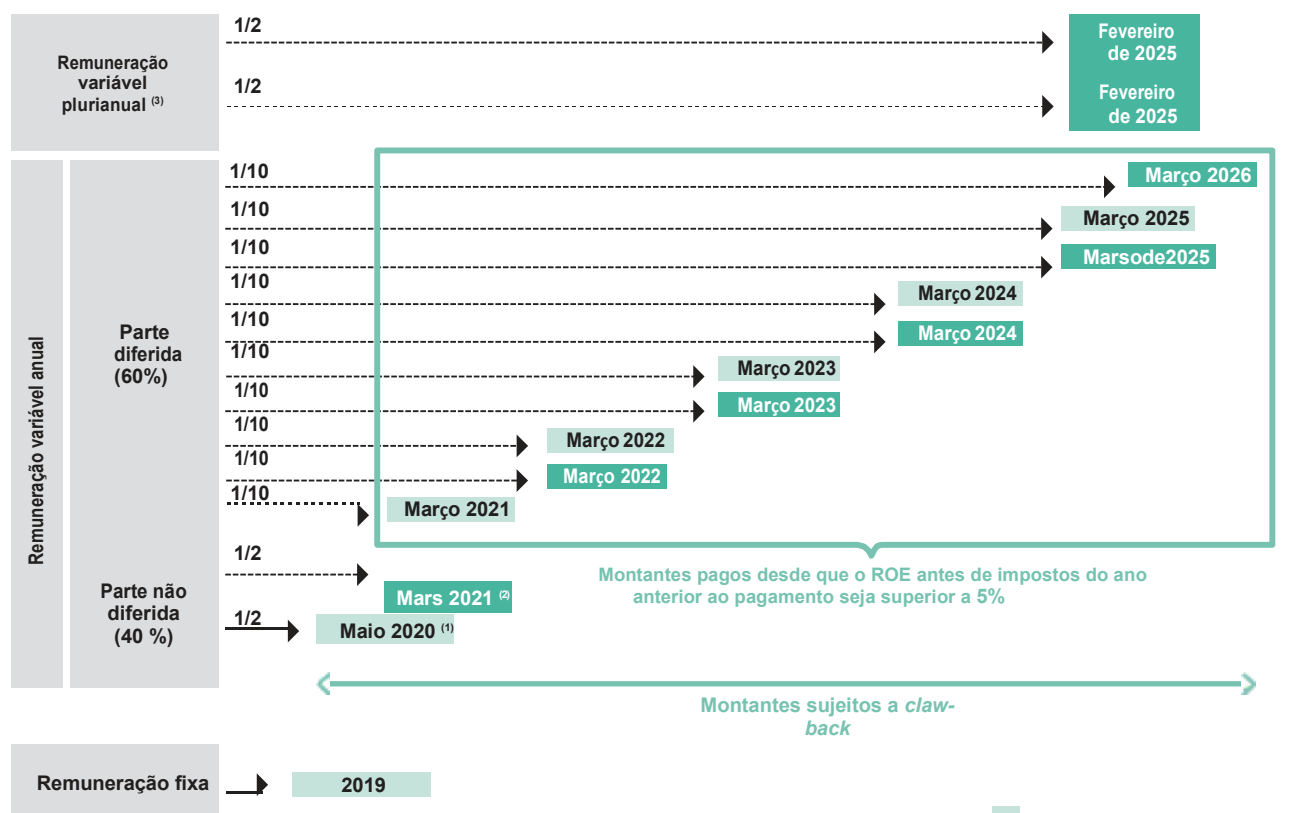 Remuneração
variável
plurianual (3)
1/2
Fevereiro
de 2025
1/2
Fevereiro
de 2025
Remuneração variável anual
Parte
diferida
(60%)
1/10
Março 2026
1/10
Março 2025
1/10
Marsode2025
1/10
Março 2024
1/10
Março 2024
1/10
Março 2023
1/10
Março 2023
1/10
Março 2022
1/10
Março 2022
1/10
Março 2021
Montantes pagos desde que o ROE antes de impostos do ano
anterior ao pagamento seja superior a 5%
Parte não
diferida
(40 %)
1/2
Mars 2021 (2)
1/2
Maio 2020 (1)
Montantes sujeitos a claw-
back
Remuneração fixa
2019